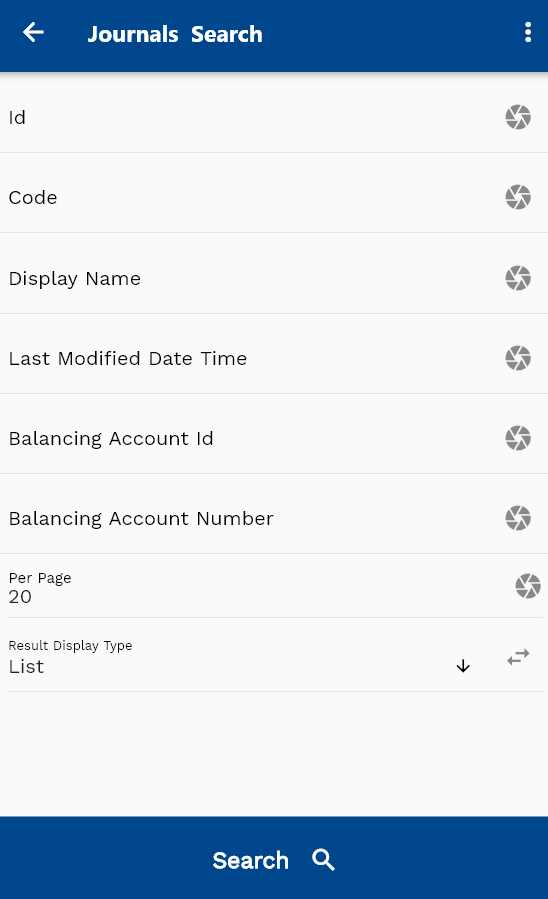 Journals Search
Id
Code
Display Name
Last Modified Date Time
Balancing Account Id
Balancing Account Number
Per Page
20
Result Display Type
List
Search